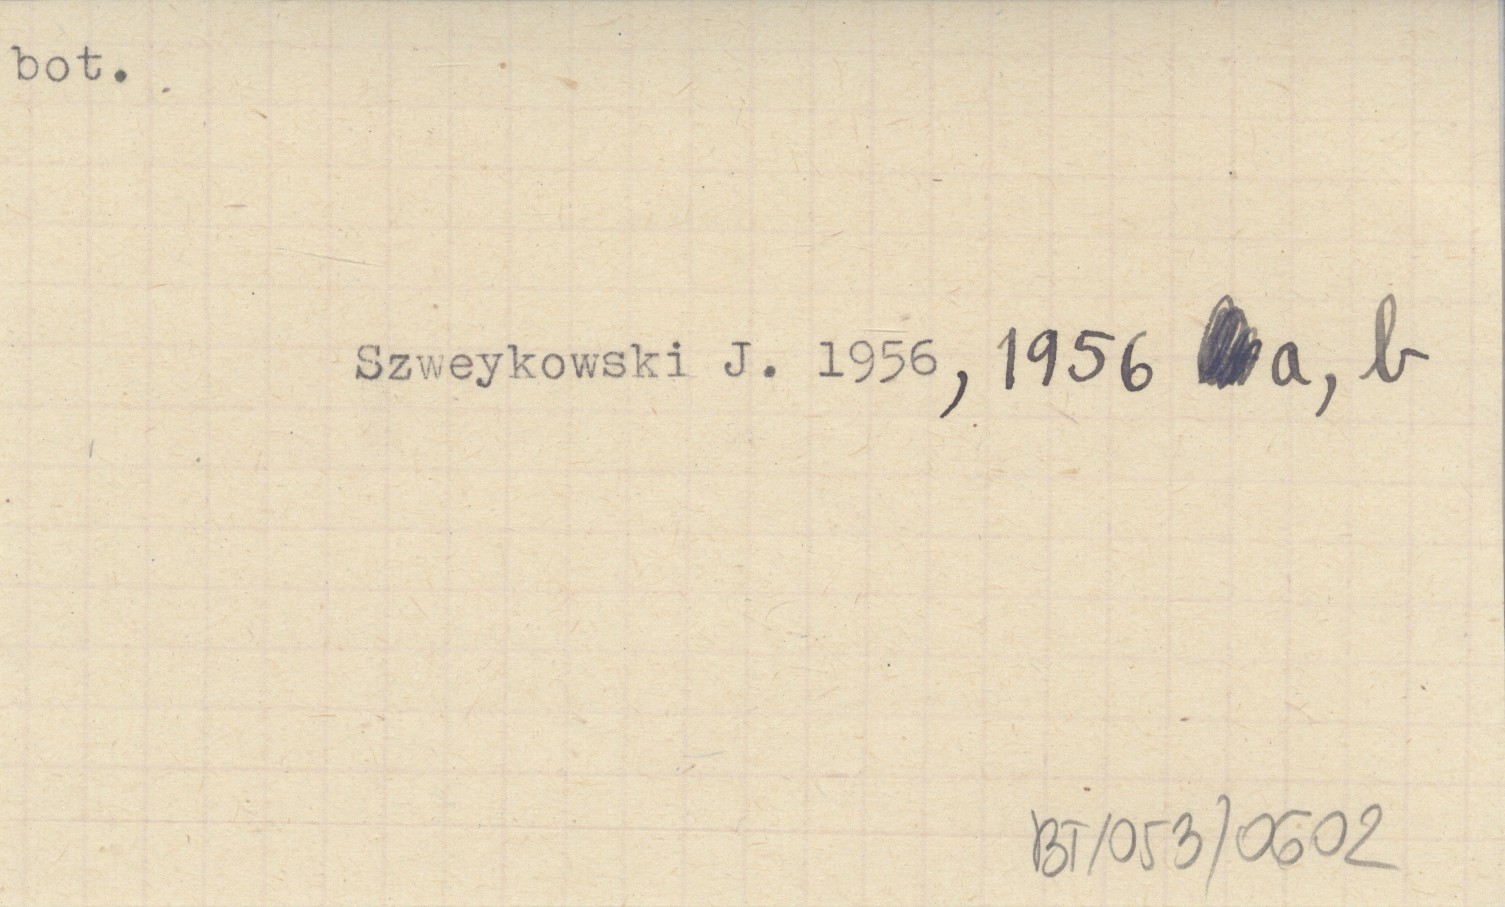 bot.
Szweykowski J. 1956, 1956 a, b
BT/053/0602